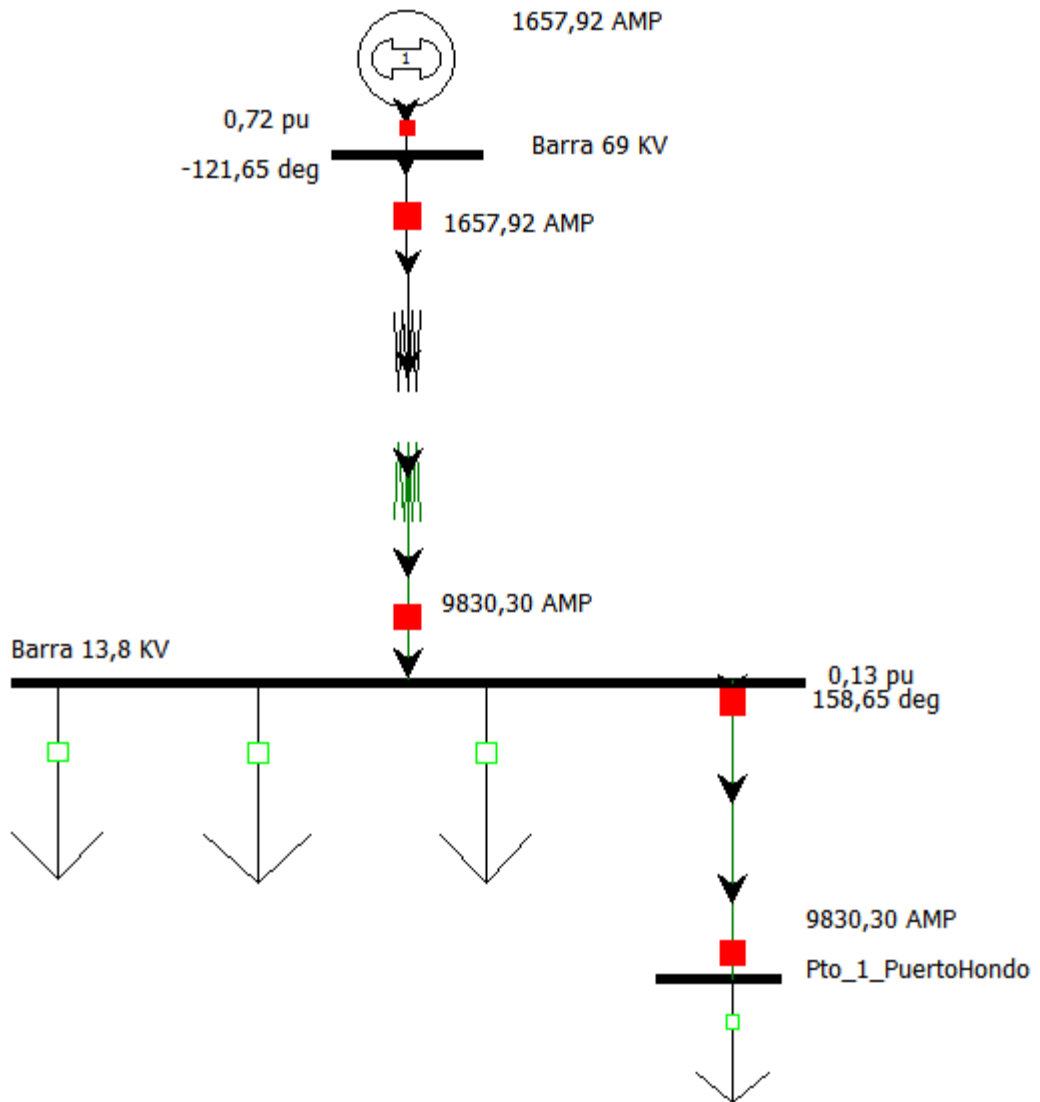 1657,92 AMP
1
0,72 pu
Barra 69 KV
-121,65 deg
1657,92 AMP
9830,30 AMP
Barra 13,8 KV
0,13 pu
158,65 deg
9830,30 AMP
Pto_1_PuertoHondo